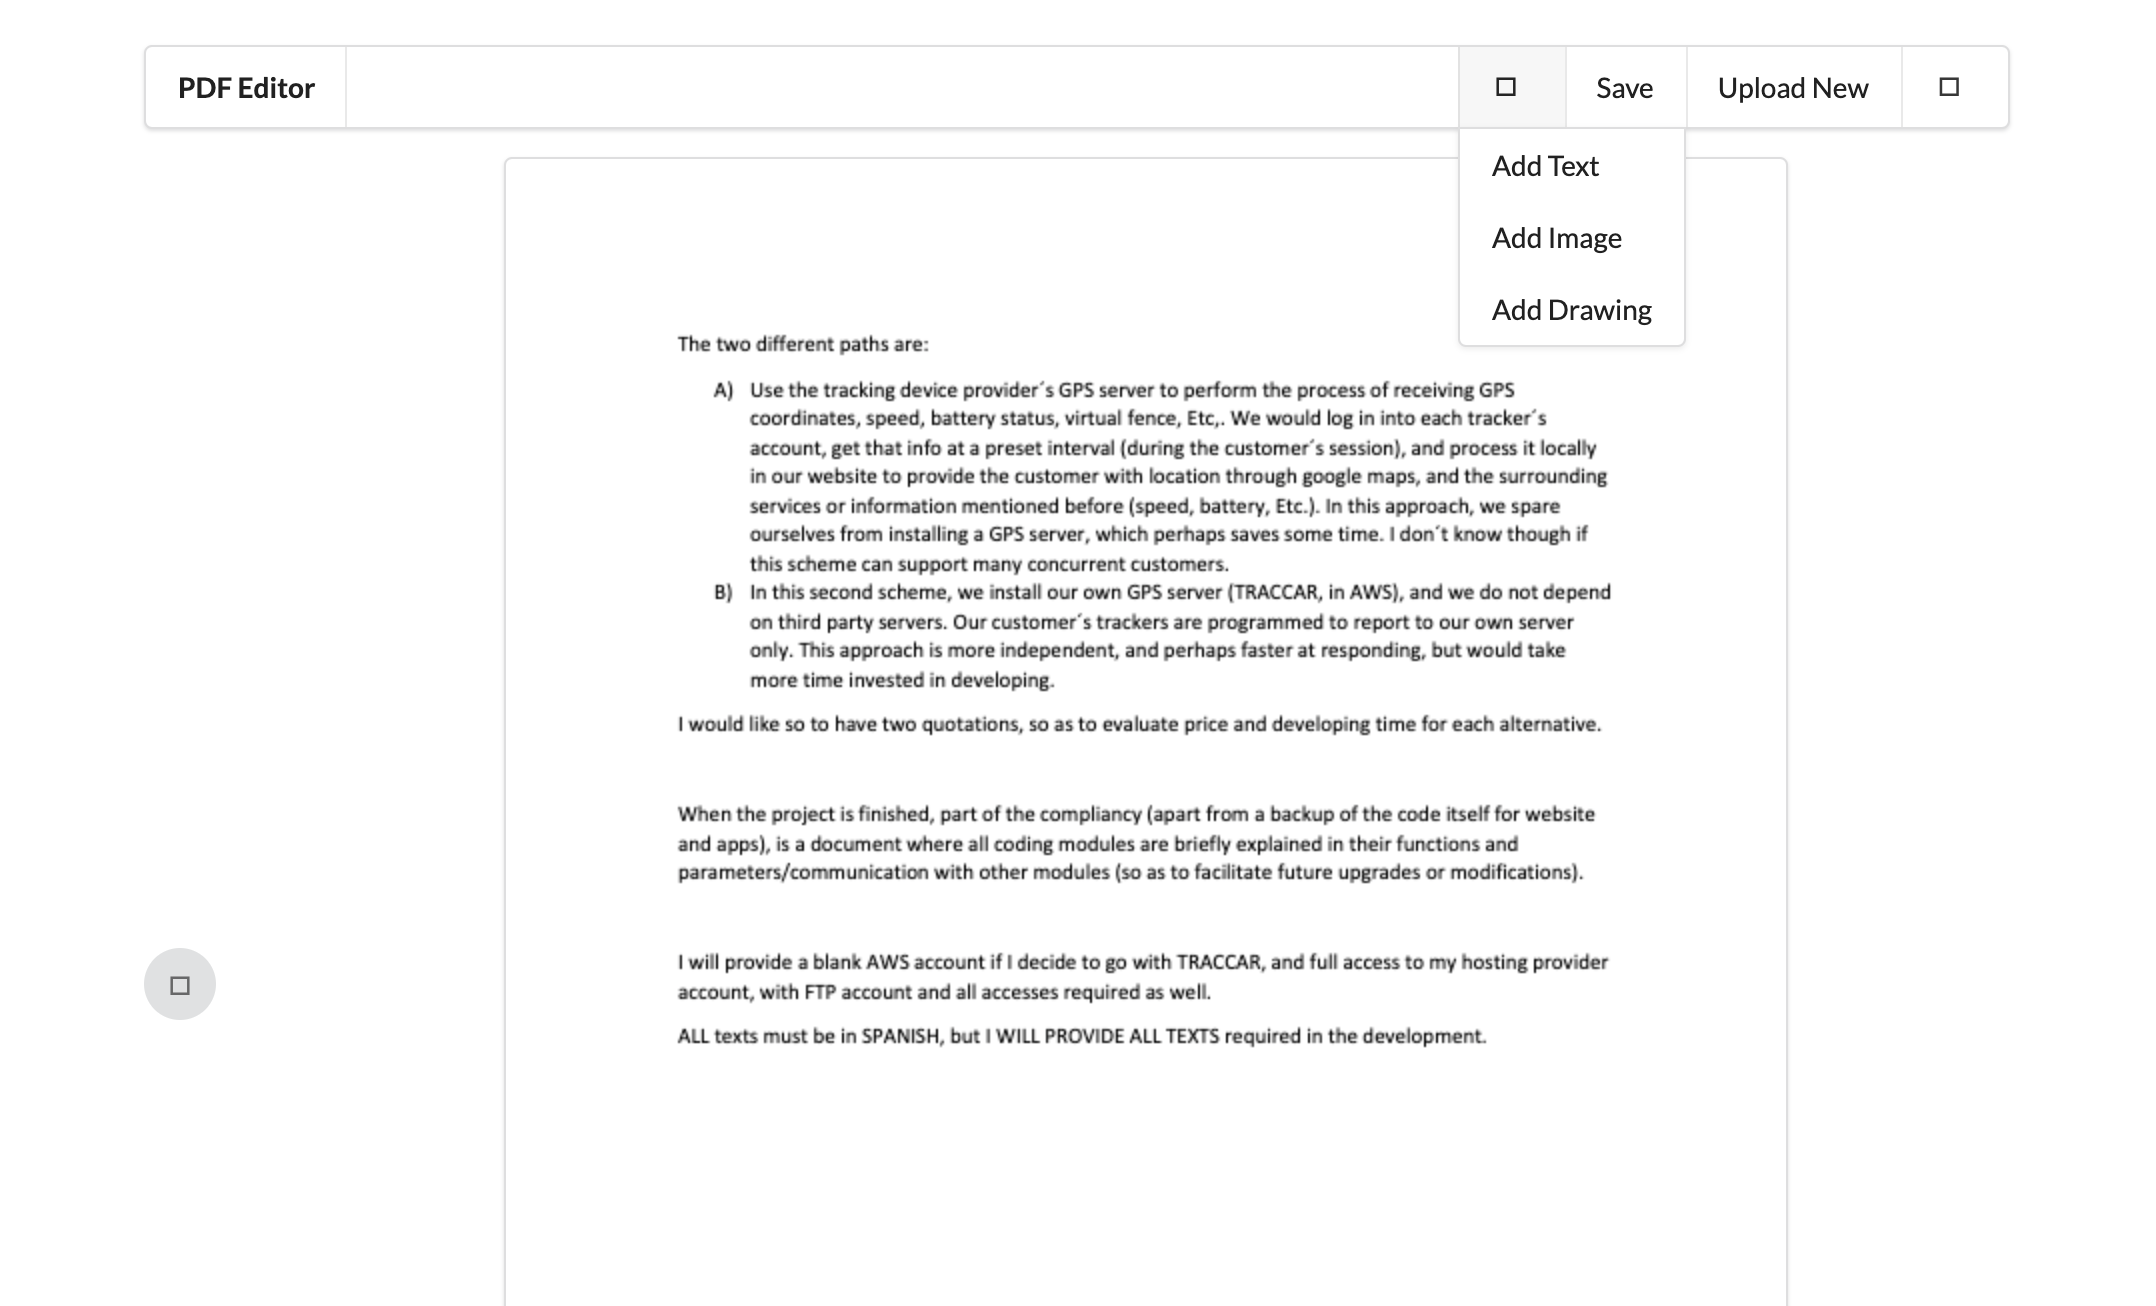 PDF Editor
Save
Upload New
Add Text
Add Image
Add Drawing
The two different paths are:
A) Use the tracking device provider´s GPS server to perform the process of receiving GPS
coordinates, speed, battery status, virtual fence, Etc,. We would log in into each tracker´s
account, get that info at a preset interval (during the customer´s session), and process it locally
in our website to provide the customer with location through google maps, and the surrounding
services or information mentioned before (speed, battery, Etc.). In this approach, we spare
ourselves from installing a GPS server, which perhaps saves some time. I don´t know though if
this scheme can support many concurrent customers.
B) In this second scheme, we install our own GPS server (TRACCAR, in AWS), and we do not depend
on third party servers. Our customer´s trackers are programmed to report to our own server
only. This approach is more independent, and perhaps faster at responding, but would take
more time invested in developing.
I would like so to have two quotations, so as to evaluate price and developing time for each alternative.
When the project is finished, part of the compliancy (apart from a backup of the code itself for website
and apps), is a document where all coding modules are briefly explained in their functions and
parameters/communication with other modules (so as to facilitate future upgrades or modifications).
I will provide a blank AWS account if I decide to go with TRACCAR, and full access to my hosting provider
account, with FTP account and all accesses required as well.
ALL texts must be in SPANISH, but I WILL PROVIDE ALL TEXTS required in the development.